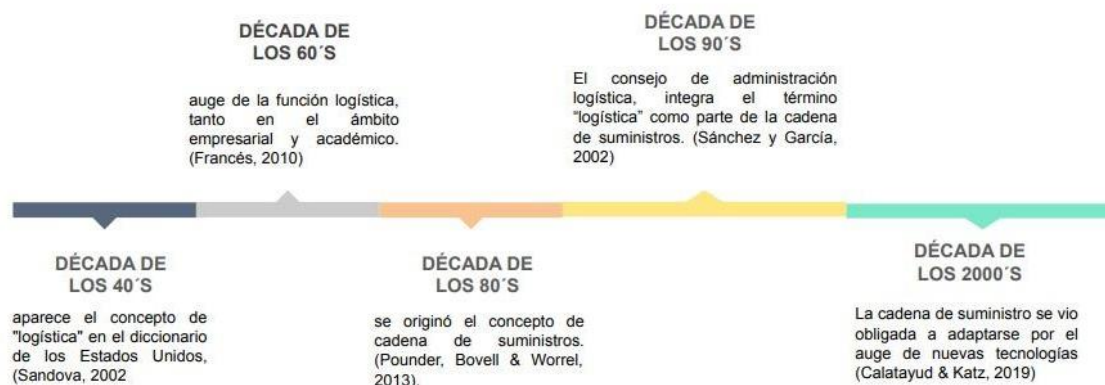 DÉCADA DE
LOS 60´S
auge de la función logística,
tanto en el ámbito
empresarial y académico.
(Francés, 2010)
DÉCADA DE
LOS 90´S
El consejo de administración
logística, integra el término
"logística" como parte de la cadena
de suministros. (Sánchez y García,
2002)
DÉCADA DE
LOS 40´S
aparece el concepto de
"logística" en el diccionario
de los Estados Unidos,
(Sandova, 2002
DÉCADA DE
LOS 80´S
se originó el concepto de
cadena de suministros.
(Pounder, Bovell & Worrel,
2013).
DÉCADA DE
LOS 2000´S
La cadena de suministro se vio
obligada a adaptarse por el
auge de nuevas tecnologías
(Calatayud & Katz, 2019)